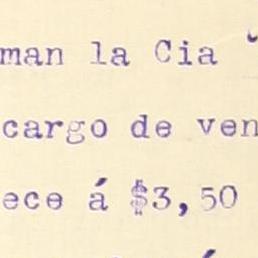 man la Cia
cargo de ven
ece á $3,50